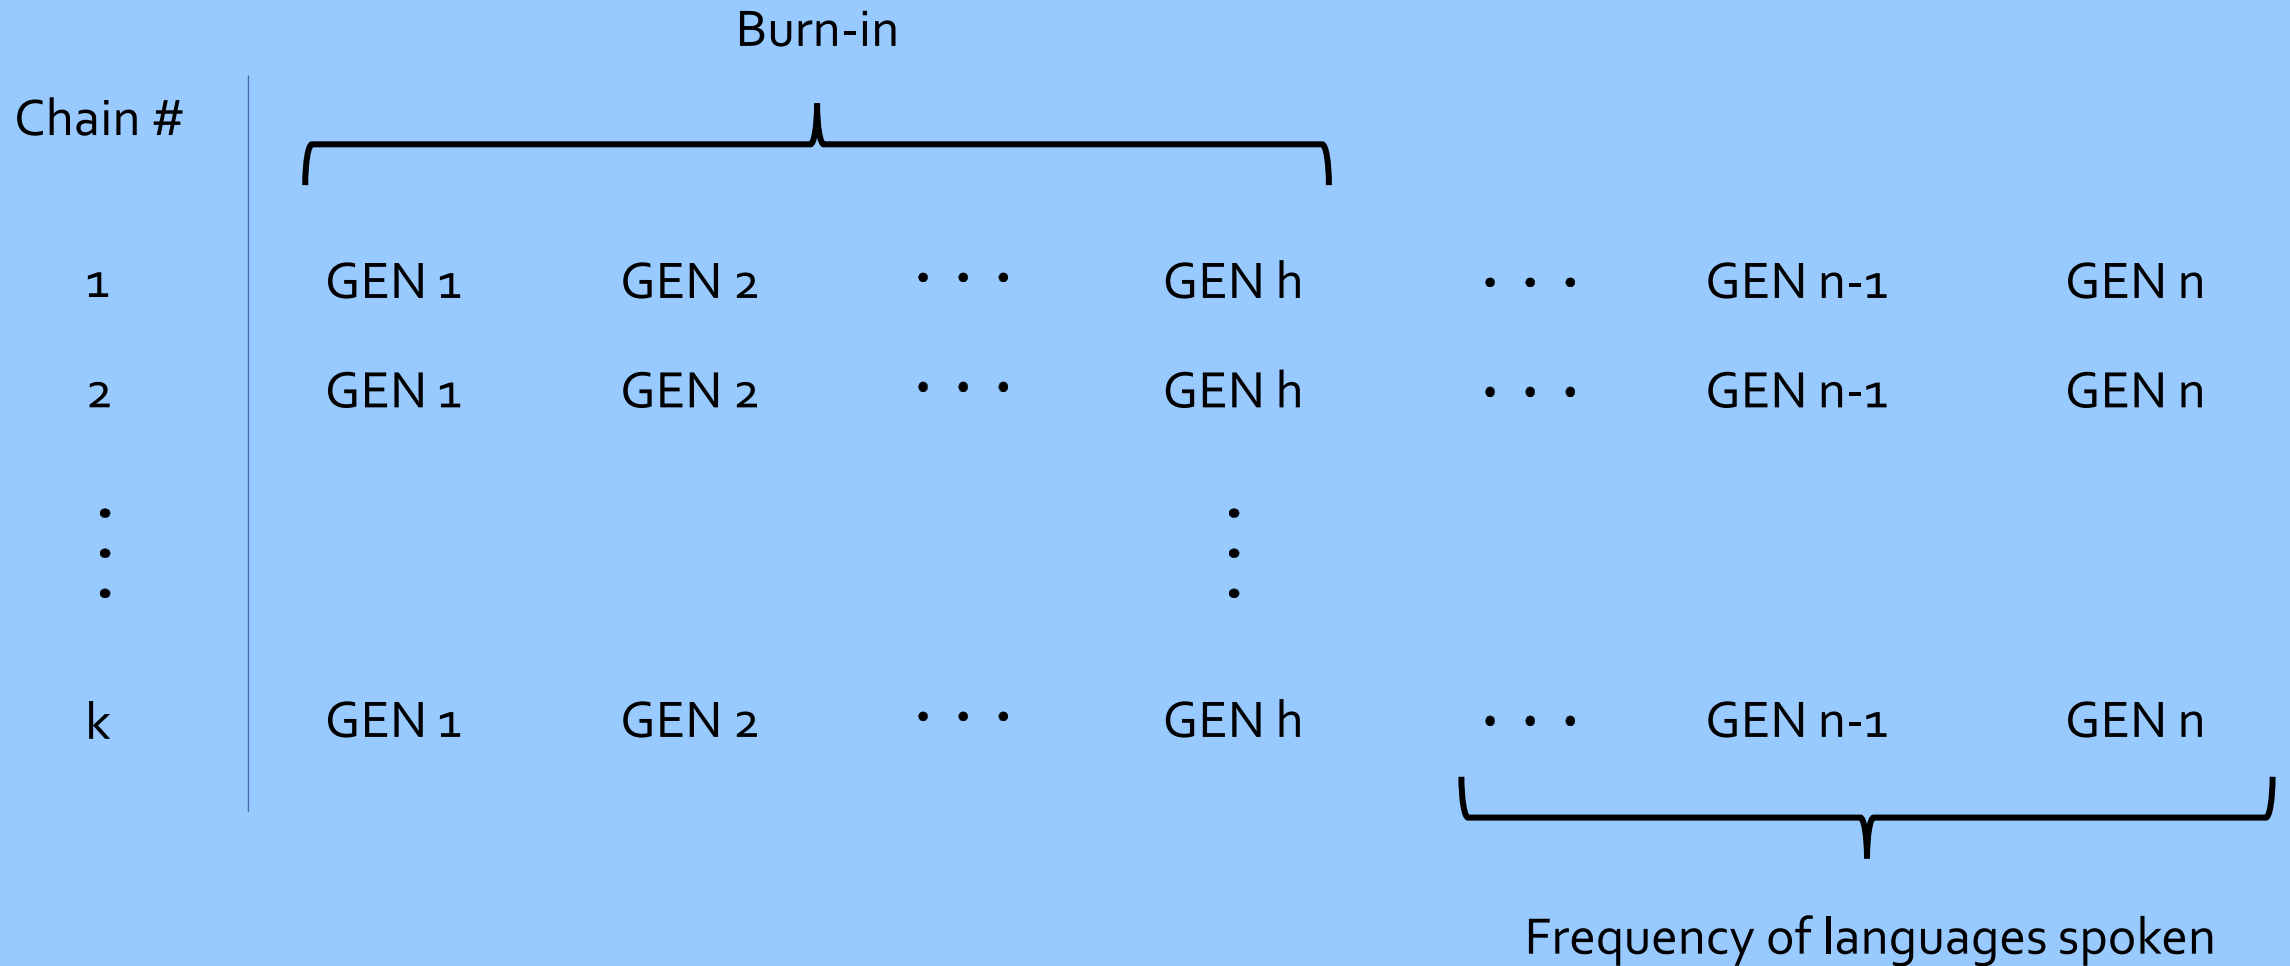 Burn-in
Chain #
1 GEN 1 GEN 2 . . . GEN h . . . GEN n-1 GEN n
2 GEN 1 GEN 2 . . . GEN h . . . GEN n-1 GEN n
k GEN 1 GEN 2 . . . GEN h . . . GEN n-1 GEN n
Frequency of languages spoken